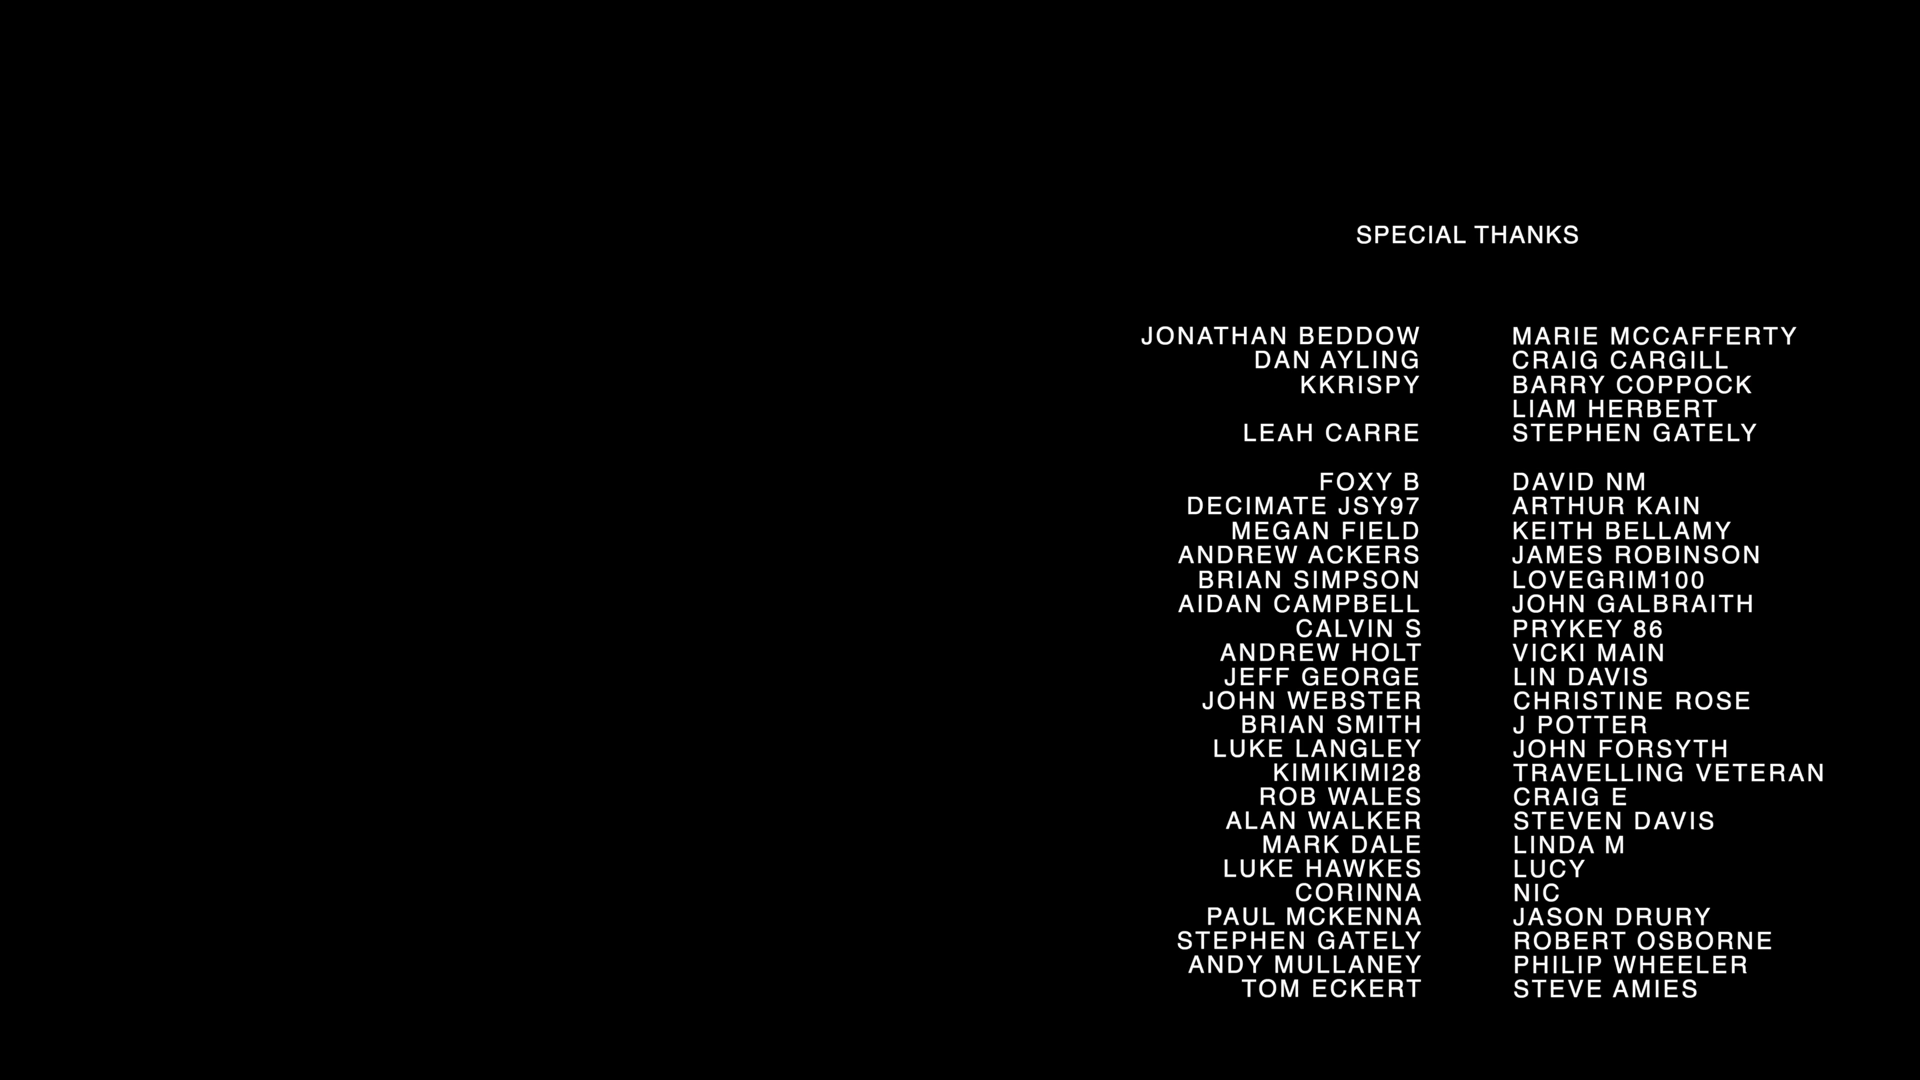 SPECIAL THANKS
JONATHAN BEDDOW MARIE MCCAFFERTY
DAN AYLING CRAIG CARGILL
KKRISPY BARRY COPPOCK
LIAM HERBERT
LEAH CARRE STEPHEN GATELY
FOXY B DAVID NM
DECIMATE JSY97 ARTHUR KAIN
MEGAN FIELD KEITH BELLAMY
ANDREW ACKERS JAMES ROBINSON
BRIAN SIMPSON LOVEGRIM100
AIDAN CAMPBELL JOHN GALBRAITH
CALVIN S PRYKEY 86
ANDREW HOLT VICKI MAIN
JEFF GEORGE LIN DAVIS
JOHN WEBSTER CHRISTINE ROSE
BRIAN SMITH J POTTER
LUKE LANGLEY JOHN FORSYTH
KIMIKIMI28 TRAVELLING VETERAN
ROB WALES CRAIG E
ALAN WALKER STEVEN DAVIS
MARK DALE LINDA M
LUKE HAWKES LUCY
CORINNA NIC
PAUL MCKENNA JASON DRURY
STEPHEN GATELY ROBERT OSBORNE
ANDY MULLANEY PHILIP WHEELER
TOM ECKERT STEVE AMIES